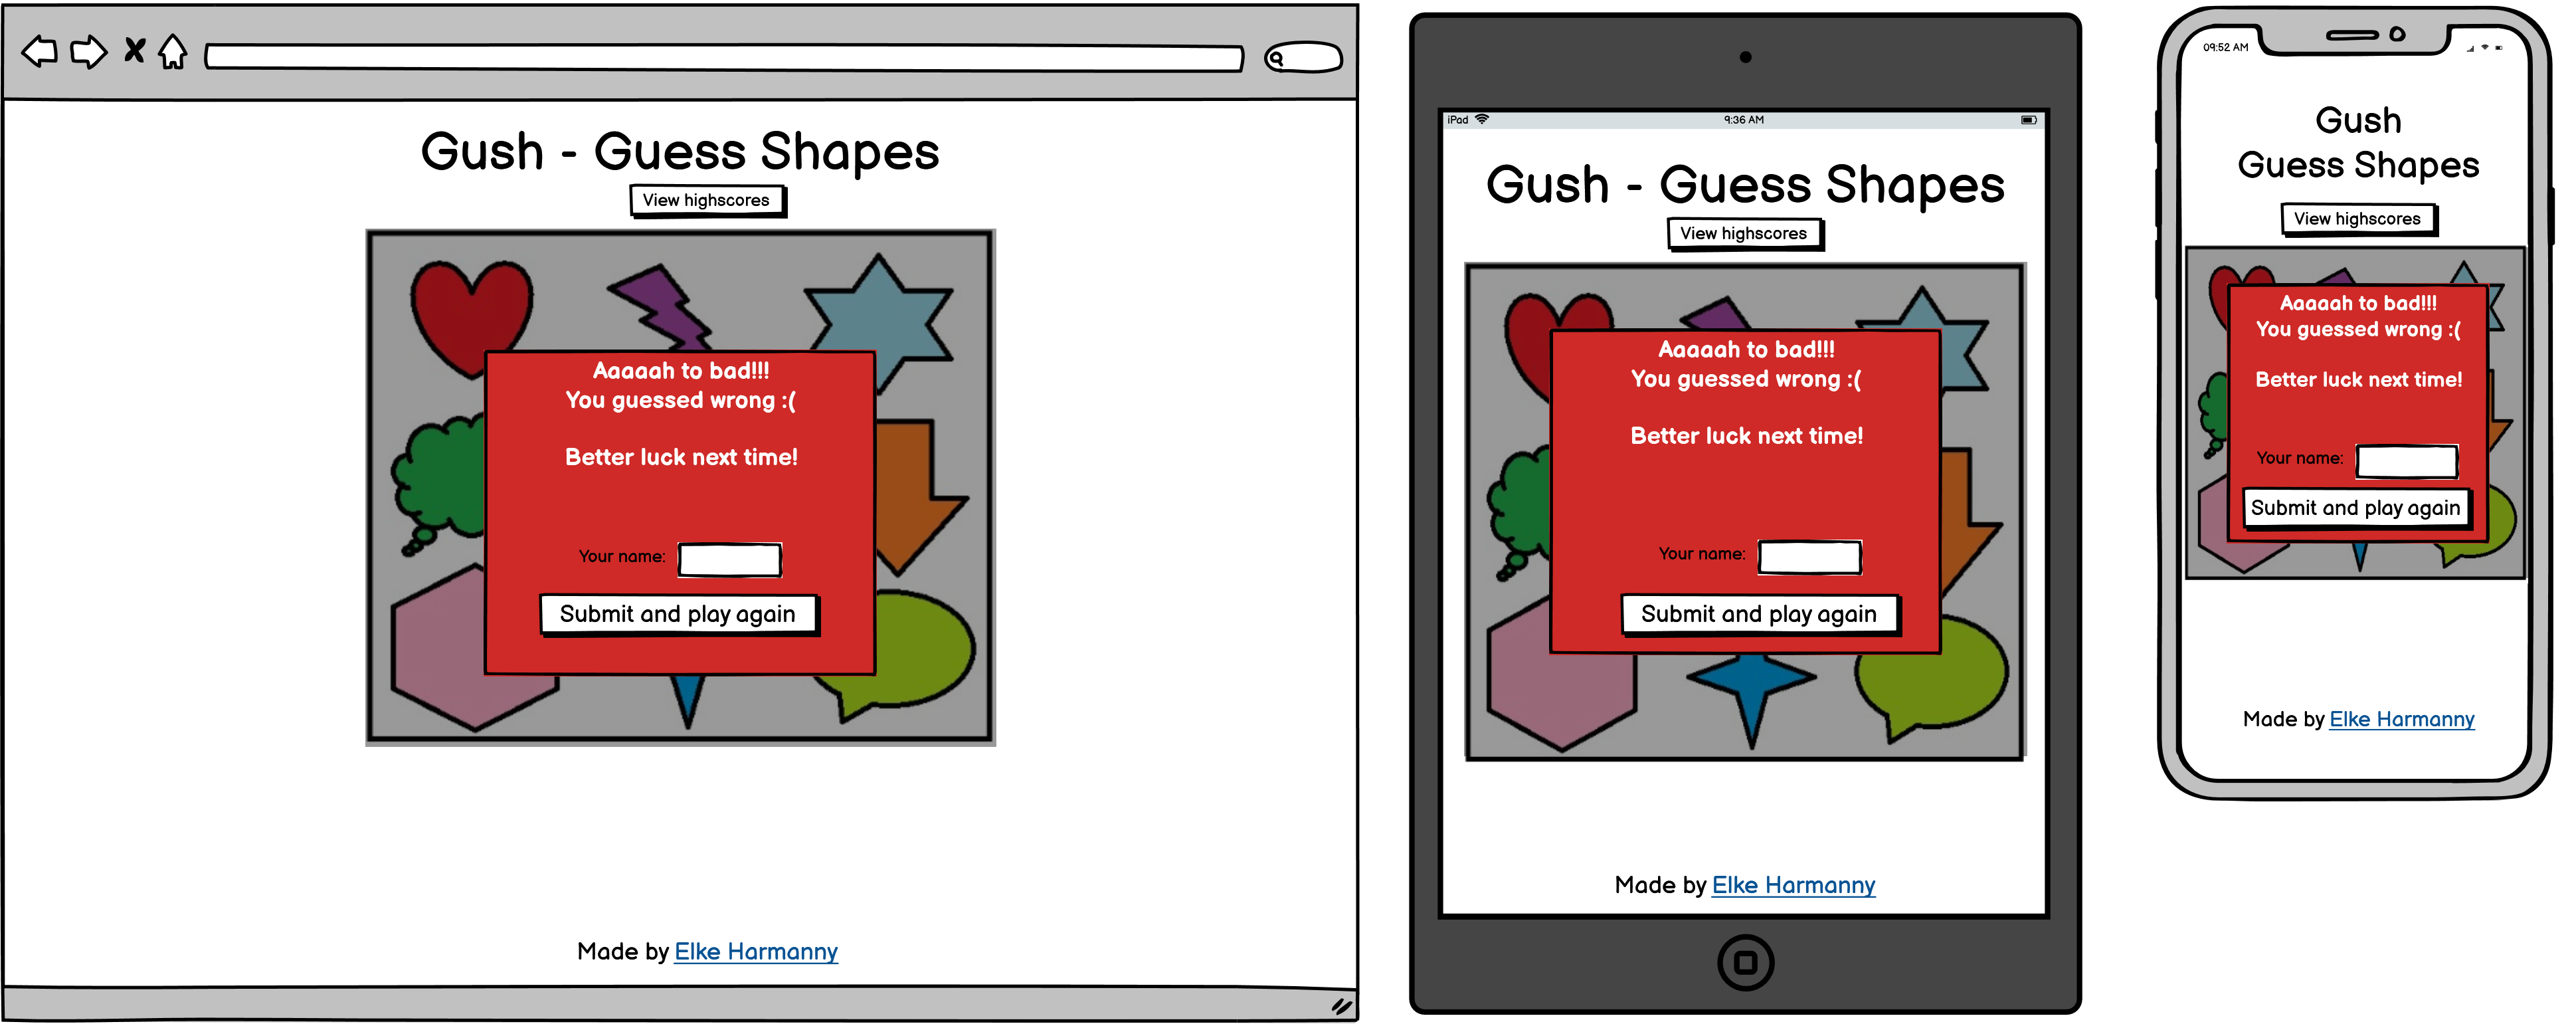 Gush - Guess Shapes
View highscores
Aaaaah to bad!!!
You guessed wrong :(
Better luck next time!
Your name:
Submit and play again
Made by Elke Harmanny
iPad
9:36 AM
Gush - Guess Shapes
View highscores
Aaaaah to bad!!!
You guessed wrong :(
Better luck next time!
Your name:
Submit and play again
Made by Elke Harmanny
09:52 AM
Gush
Guess Shapes
View highscores
Aaaaah to bad!!!
You guessed wrong :(
Better luck next time!
Your name:
Submit and play again
Made by Elke Harmanny